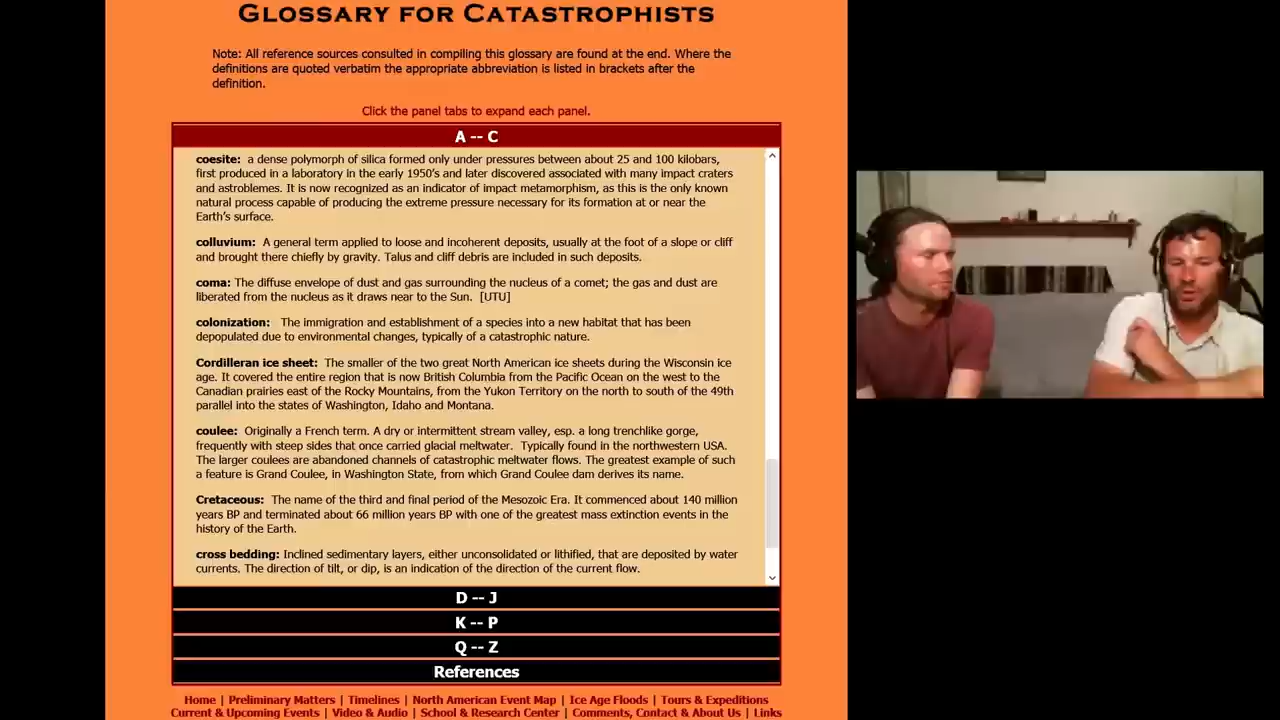 GLOSSARY FOR CATASTROPHISTS
Note: All reference sources consulted in compiling this glossary are found at the end. Where the
definitions are quoted verbatim the appropriate abbreviation is listed in brackets after the
definition.
Click the panel tabs to expand each panel.
A -- C
coesite: a dense polymorph of silica formed only under pressures between about 25 and 100 kilobars,
first produced in a laboratory in the early 1950's and later discovered associated with many impact craters
and astroblemes. It is now recognized as an indicator of impact metamorphism, as this is the only known
natural process capable of producing the extreme pressure necessary for its formation at or near the
Earth's surface.
colluvium: A general term applied to loose and incoherent deposits, usually at the foot of a slope or cliff
and brought there chiefly by gravity. Talus and cliff debris are included in such deposits.
coma: The diffuse envelope of dust and gas surrounding the nucleus of a comet; the gas and dust are
liberated from the nucleus as it draws near to the Sun. [UTU]
colonization: The immigration and establishment of a species into a new habitat that has been
depopulated due to environmental changes, typically of a catastrophic nature.
Cordilleran ice sheet: The smaller of the two great North American ice sheets during the Wisconsin ice
age. It covered the entire region that is now British Columbia from the Pacific Ocean on the west to the
Canadian prairies east of the Rocky Mountains, from the Yukon Territory on the north to south of the 49th
parallel into the states of Washington, Idaho and Montana.
coulee: Originally a French term. A dry or intermittent stream valley, esp. a long trenchlike gorge,
frequently with steep sides that once carried glacial meltwater. Typically found in the northwestern USA.
The larger coulees are abandoned channels of catastrophic meltwater flows. The greatest example of such
a feature is Grand Coulee, in Washington State, from which Grand Coulee dam derives its name.
Cretaceous: The name of the third and final period of the Mesozoic Era. It commenced about 140 million
years BP and terminated about 66 million years BP with one of the greatest mass extinction events in the
history of the Earth.
cross bedding: Inclined sedimentary layers, either unconsolidated or lithified, that are deposited by water
currents. The direction of tilt, or dip, is an indication of the direction of the current flow.
D -- J
K -- P
Q -- Z
References
Home | Preliminary Matters | Timelines | North American Event Map | Ice Age Floods | Tours & Expeditions
Current & Upcoming Events | Video & Audio | School & Research Center | Comments, Contact & About Us | Links